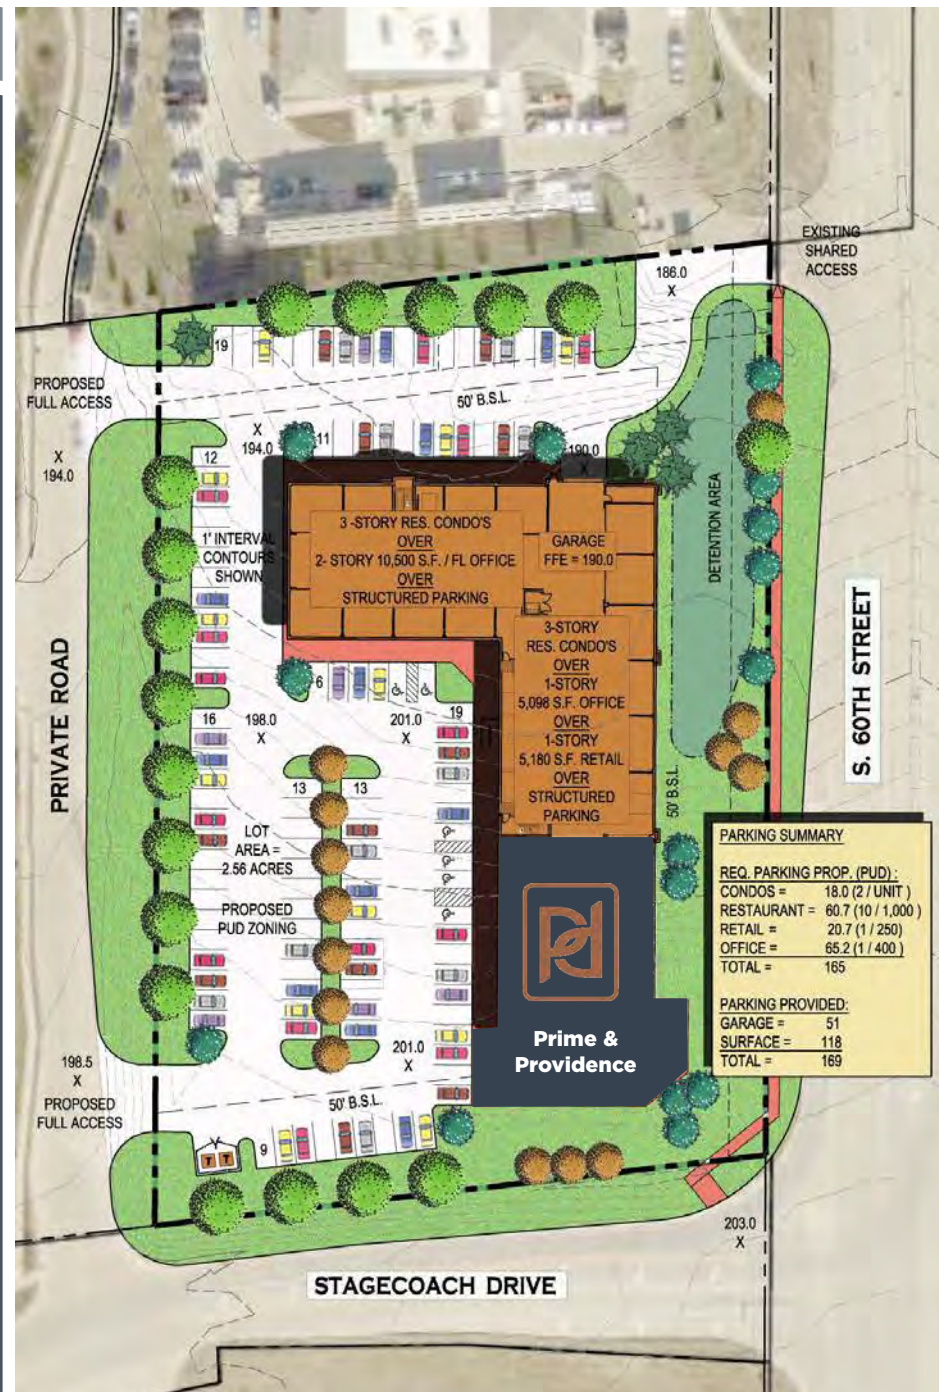 EXISTING
SHARED
ACCESS
186.0
X
19
PROPOSED
FULL ACCESS
50' B.S.L.
X
194.0
11
190.0
X
X
194.0
12
1' INTERVAL
CONTOURS
SHOWN
3 -STORY RES. CONDO'S
OVER
2- STORY 10,500 S.F. / FL OFFICE
OVER
STRUCTURED PARKING
GARAGE
FFE = 190.0
DETENTION AREA
3-STORY
RES. CONDO'S
OVER
1-STORY
5,098 S.F. OFFICE
OVER
1-STORY
5,180 S.F. RETAIL
OVER
STRUCTURED
PARKING
PRIVATE ROAD
S. 60TH STREET
6
16
198.0
X
201.0
X
19
13
13
LOT
AREA =
2.56 ACRES
PROPOSED
PUD ZONING
50' B.S.L.
PARKING SUMMARY
REQ. PARKING PROP. (PUD) :
CONDOS = 18.0 (2 / UNIT )
RESTAURANT = 60.7 (10 / 1,000 )
RETAIL = 20.7 (1 / 250)
OFFICE = 65.2 (1 / 400 )
TOTAL = 165
PARKING PROVIDED:
GARAGE = 51
SURFACE = 118
TOTAL = 169
Prime &
Providence
201.0
X
198.5
X
PROPOSED
FULL ACCESS
50' B.S.L.
9
T T
203.0
X
STAGECOACH DRIVE